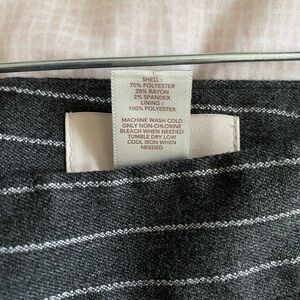 SHELL :
70% POLYESTER
28% RAYON
2% SPANDEX
LINING :
100% POLYESTER
MACHINE WASH COLD
ONLY NON-CHLORINE
BLEACH WHEN NEEDED
TUMBLE DRY LOW
COOL IRON WHEN
NEEDED